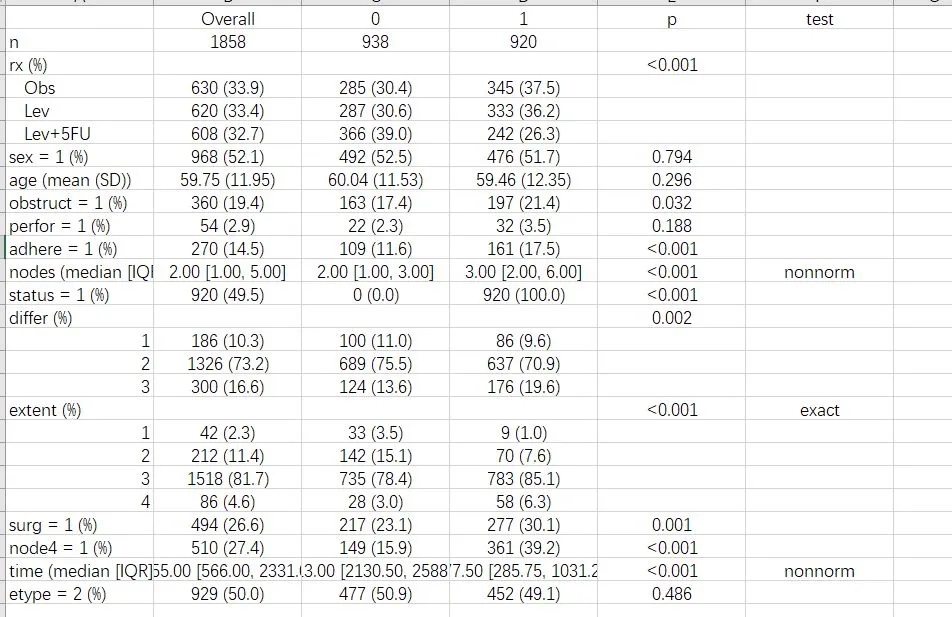 Overall 0 1 p test
n 1858 938 920
rx (%) <0.001
Obs 630 (33.9) 285 (30.4) 345 (37.5)
Lev 620 (33.4) 287 (30.6) 333 (36.2)
Lev+5FU 608 (32.7) 366 (39.0) 242 (26.3)
sex = 1 (%) 968 (52.1) 492 (52.5) 476 (51.7) 0.794
age (mean (SD)) 59.75 (11.95) 60.04 (11.53) 59.46 (12.35) 0.296
obstruct = 1 (%) 360 (19.4) 163 (17.4) 197 (21.4) 0.032
perfor = 1 (%) 54 (2.9) 22 (2.3) 32 (3.5) 0.188
adhere = 1 (%) 270 (14.5) 109 (11.6) 161 (17.5) <0.001
nodes (median [IQ 2.00 [1.00, 5.00] 2.00 [1.00, 3.00] 3.00 [2.00, 6.00] <0.001 nonnorm
status = 1 (%) 920 (49.5) 0 (0.0) 920 (100.0) <0.001
differ (%) 0.002
1 186 (10.3) 100 (11.0) 86 (9.6)
2 1326 (73.2) 689 (75.5) 637 (70.9)
3 300 (16.6) 124 (13.6) 176 (19.6)
extent (%) <0.001 exact
1 42 (2.3) 33 (3.5) 9 (1.0)
2 212 (11.4) 142 (15.1) 70 (7.6)
3 1518 (81.7) 735 (78.4) 783 (85.1)
4 86 (4.6) 28 (3.0) 58 (6.3)
surg = 1 (%) 494 (26.6) 217 (23.1) 277 (30.1) 0.001
node4 = 1 (%) 510 (27.4) 149 (15.9) 361 (39.2) <0.001
time (median [IQR] 55.00 [566.00, 2331. 3.00 [2130.50, 2588 7.50 [285.75, 1031.2 <0.001 nonnorm
etype = 2 (%) 929 (50.0) 477 (50.9) 452 (49.1) 0.486